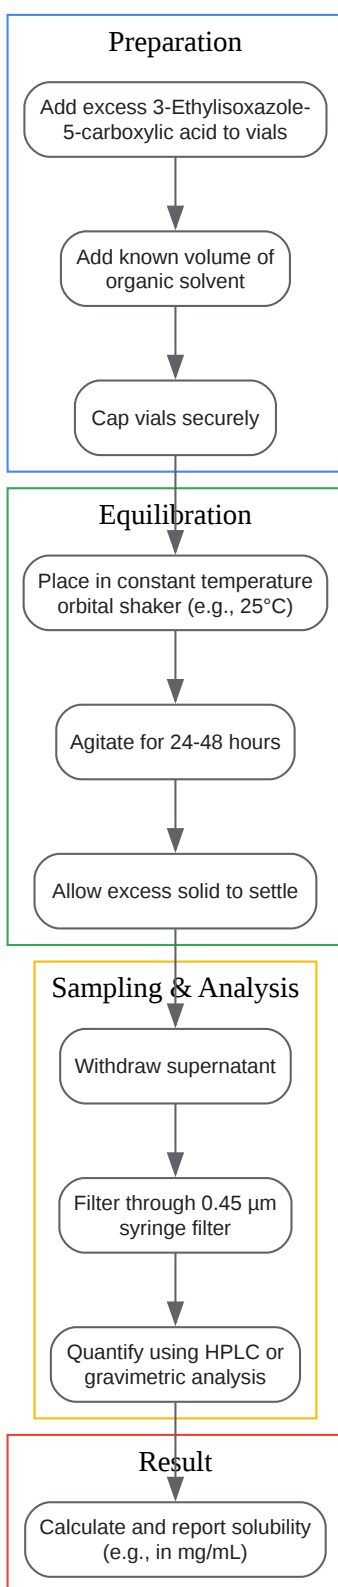 Preparation
Add excess 3-Ethylisoxazole-
5-carboxylic acid to vials
Add known volume of
organic solvent
Cap vials securely
Equilibration
Place in constant temperature
orbital shaker (e.g., 25°C)
Agitate for 24-48 hours
Allow excess solid to settle
Sampling & Analysis
Withdraw supernatant
Filter through 0.45 µm
syringe filter
Quantify using HPLC or
gravimetric analysis
Result
Calculate and report solubility
(e.g., in mg/mL)